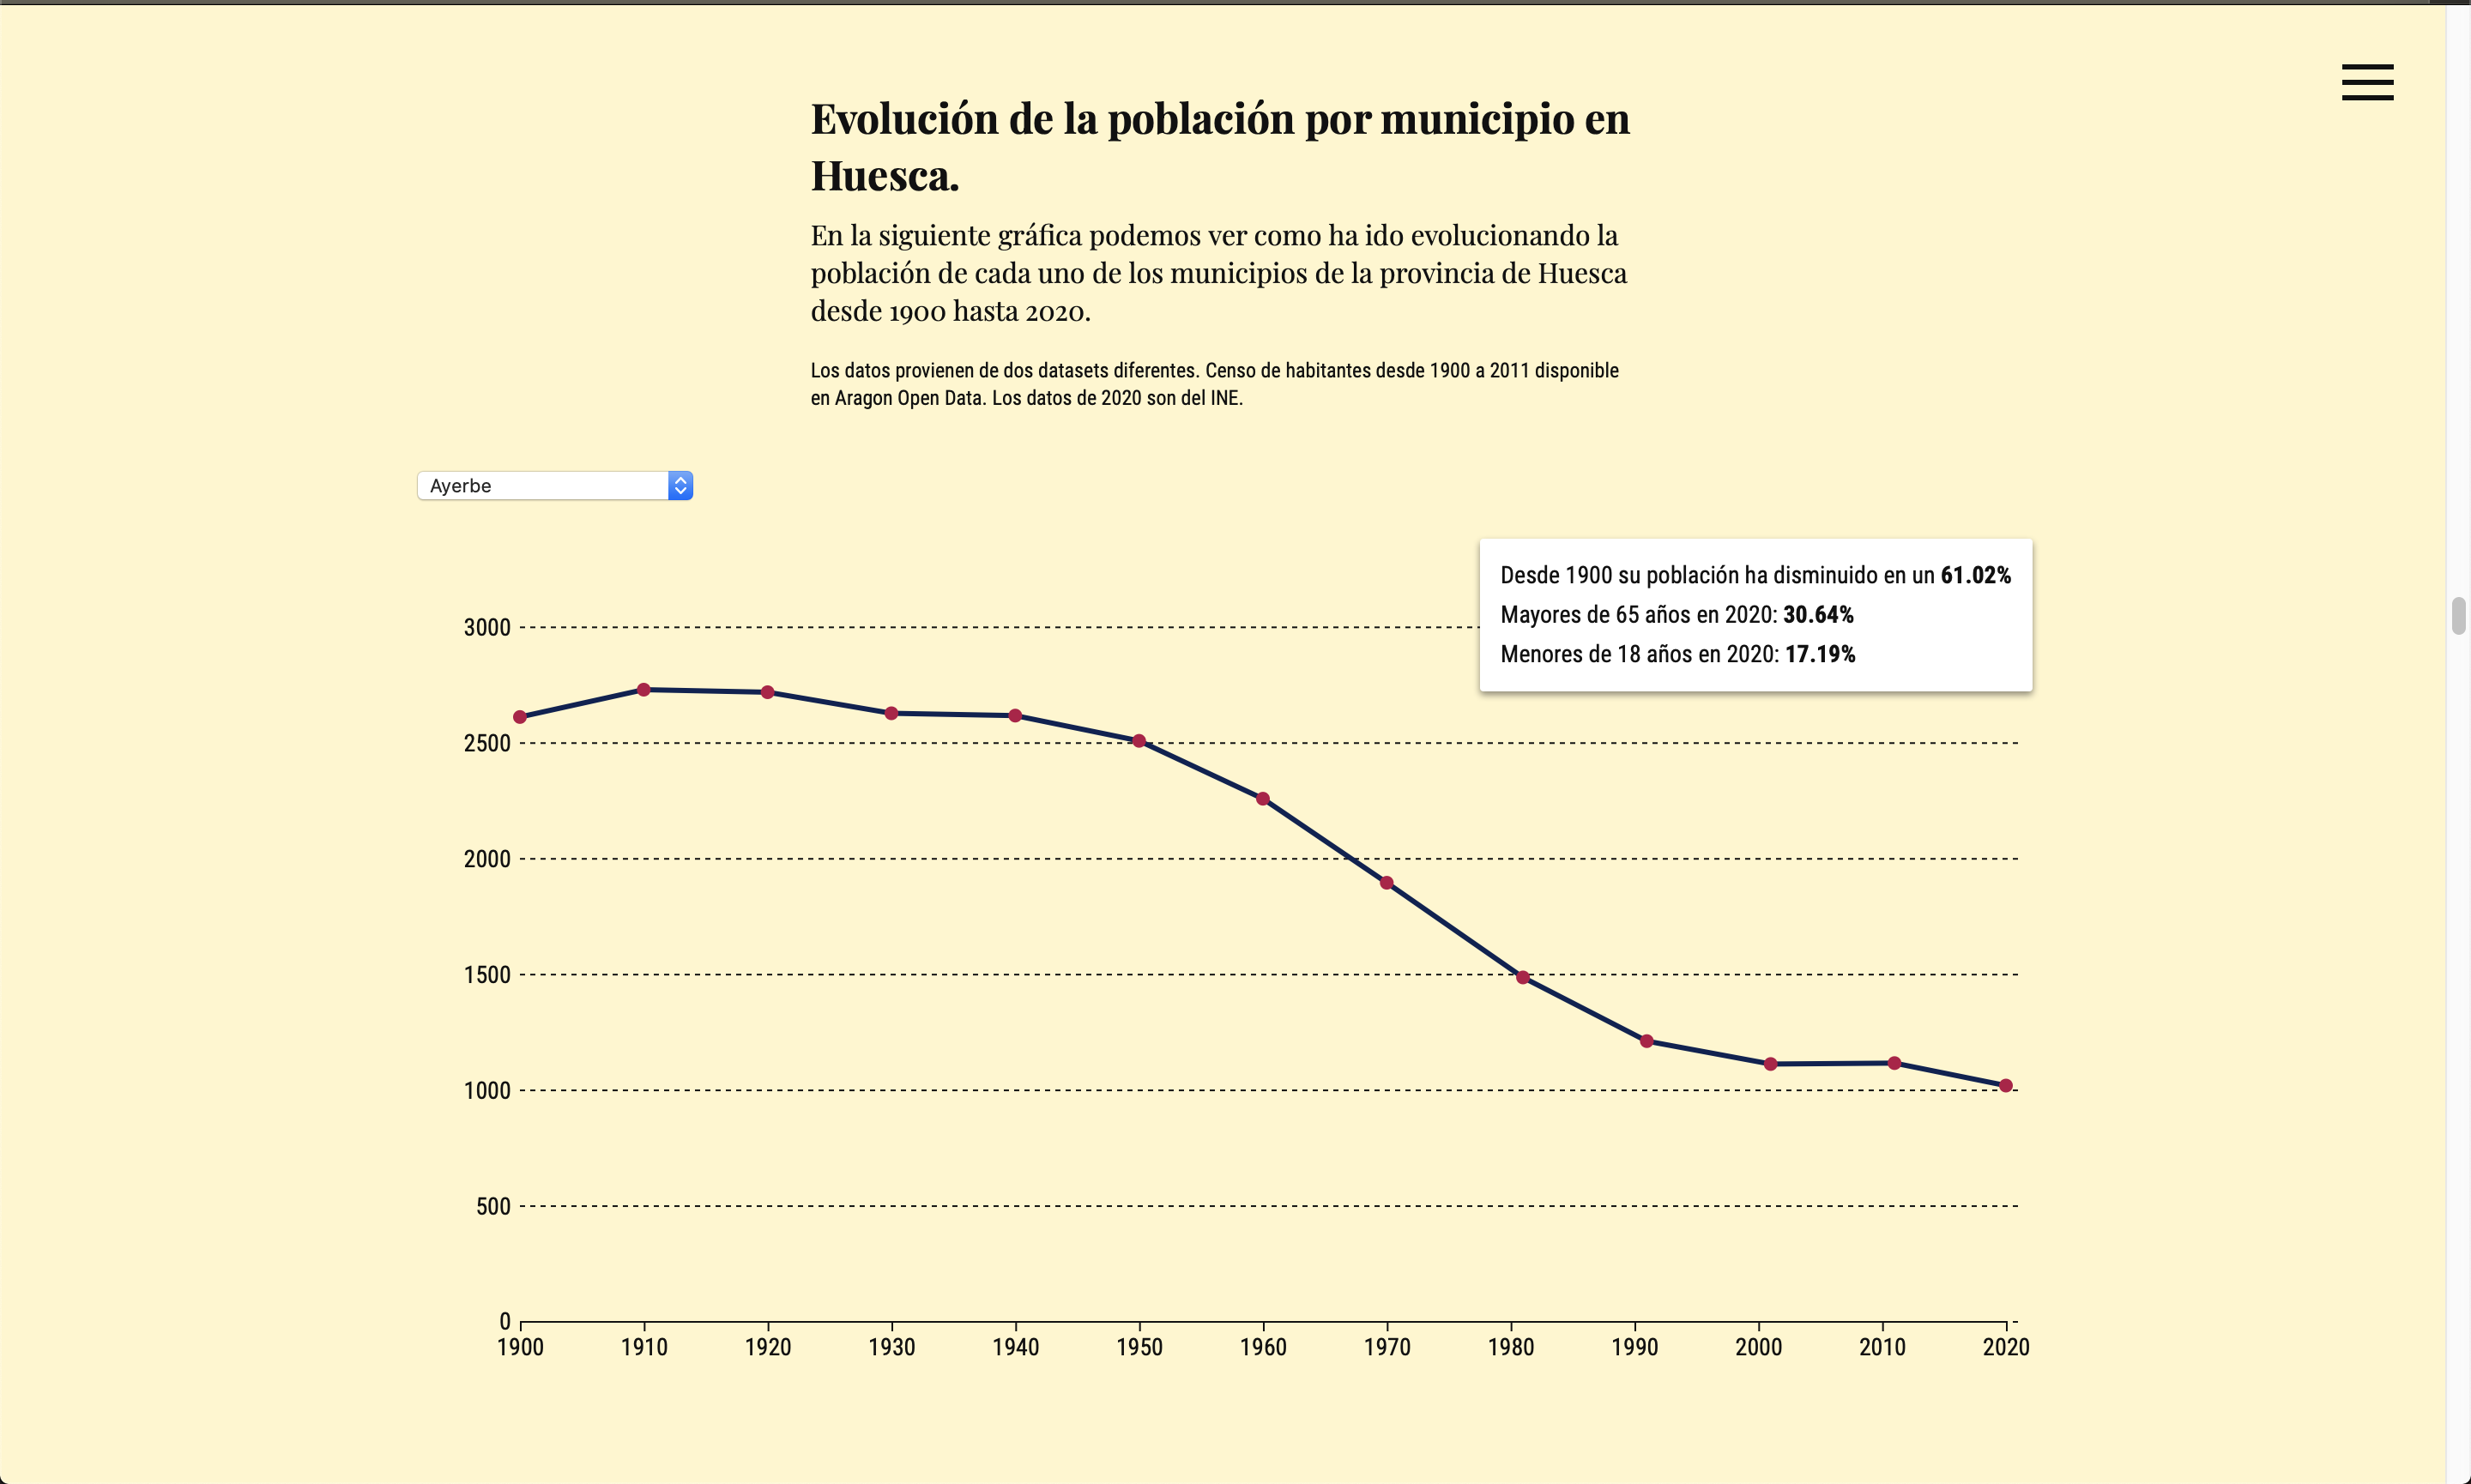 Evolución de la población por municipio en
Huesca.
En la siguiente gráfica podemos ver como ha ido evolucionando la
población de cada uno de los municipios de la provincia de Huesca
desde 1900 hasta 2020.
Los datos provienen de dos datasets diferentes. Censo de habitantes desde 1900 a 2011 disponible
en Aragon Open Data. Los datos de 2020 son del INE.
Ayerbe
Desde 1900 su población ha disminuido en un 61.02%
Mayores de 65 años en 2020: 30.64%
Menores de 18 años en 2020: 17.19%
3000
2500
2000
1500
1000
500
0
1900 1910 1920 1930 1940 1950 1960 1970 1980 1990 2000 2010 2020